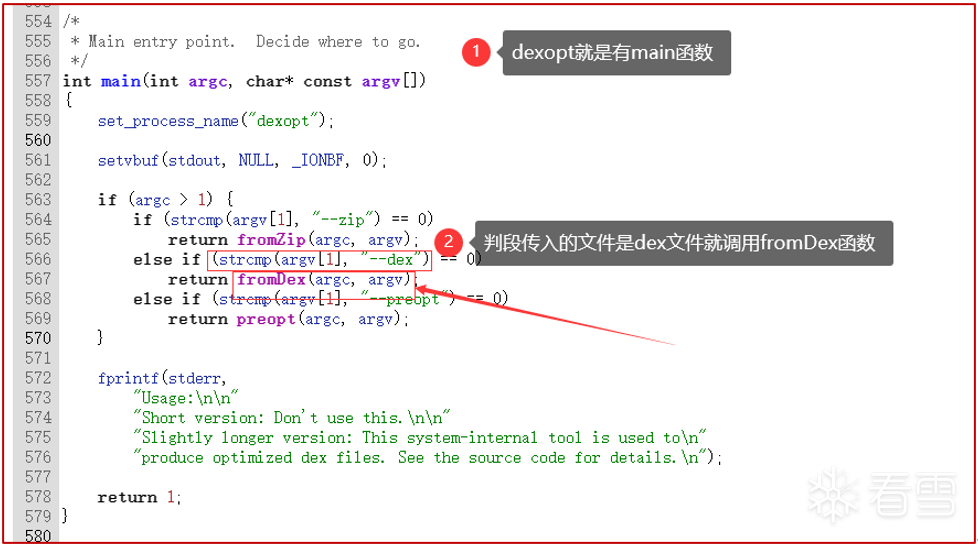 554 /*
555  * Main entry point.  Decide where to go.
556  */
557 int main(int argc, char* const argv[])
558 {
559     set_process_name("dexopt");
560
561     setvbuf(stdout, NULL, _IONBF, 0);
562
563     if (argc > 1) {
564         if (strcmp(argv[1], "--zip") == 0)
565             return fromZip(argc, argv);
566         else if (strcmp(argv[1], "--dex") == 0)
567             return fromDex(argc, argv);
568         else if (strcmp(argv[1], "--preopt") == 0)
569             return preopt(argc, argv);
570     }
571
572     fprintf(stderr,
573         "Usage:\n\n"
574         "Short version: Don't use this.\n\n"
575         "Slightly longer version: This system-internal tool is used to\n"
576         "produce optimized dex files. See the source code for details.\n");
577
578     return 1;
579 }
580
1 dexopt就是有main函数
2 判段传入的文件是dex文件就调用fromDex函数
看雪